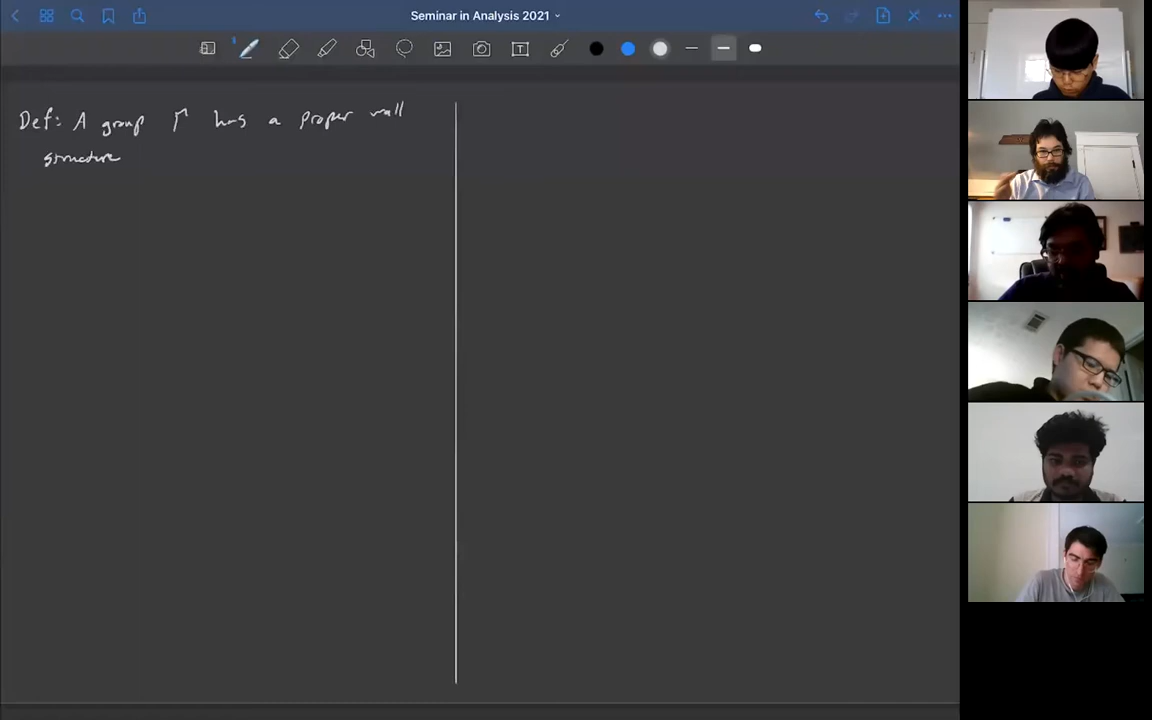 Seminar in Analysis 2021
Def: A group Γ has a proper wall
structure